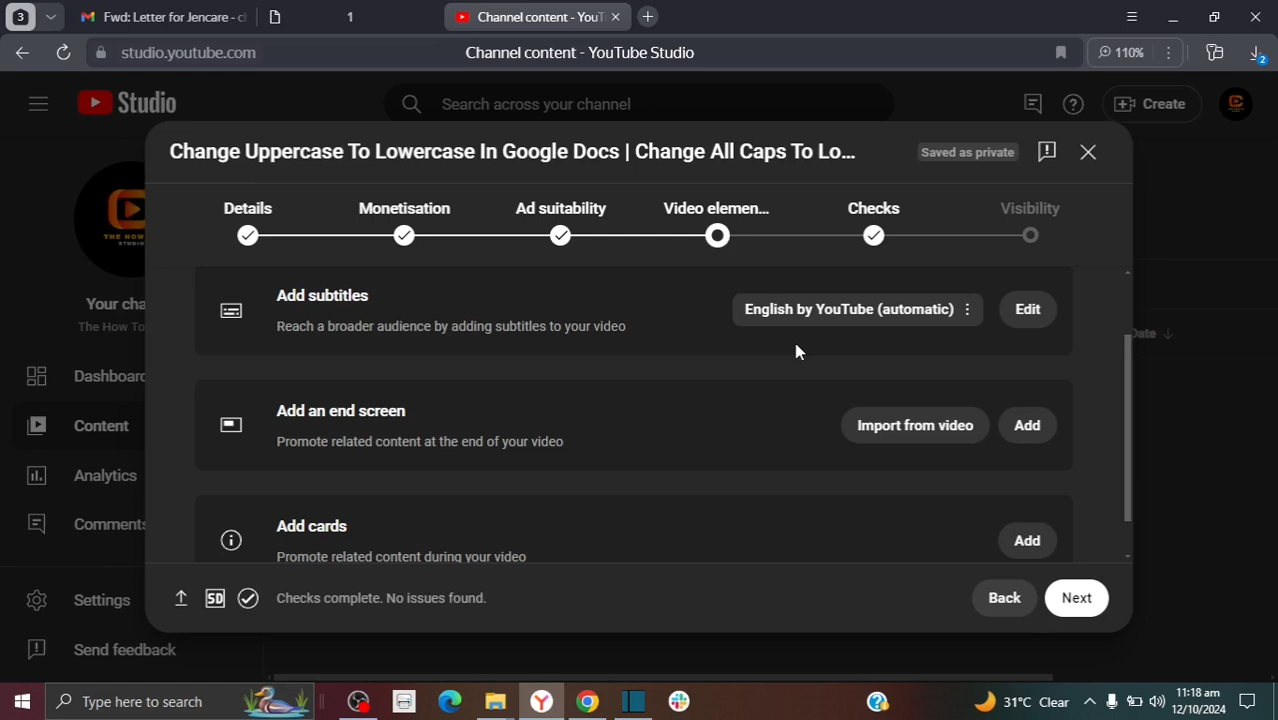 3
Fwd: Letter for Jencare - c
1
Channel content - YouT
studio.youtube.com
Channel content - YouTube Studio
110%
2
Studio
Search across your channel
Create
Change Uppercase To Lowercase In Google Docs | Change All Caps To Lo...
Saved as private
Details
Monetisation
Ad suitability
Video elemen...
Checks
Visibility
THE HOW
Your cha
The How To
Dashboard
Content
Analytics
Comments
Settings
Send feedback
Date
Add subtitles
Reach a broader audience by adding subtitles to your video
English by YouTube (automatic)
Edit
Add an end screen
Promote related content at the end of your video
Import from video
Add
Add cards
Promote related content during your video
Add
SD
Checks complete. No issues found.
Back
Next
Type here to search
31°C Clear
11:18 am
12/10/2024